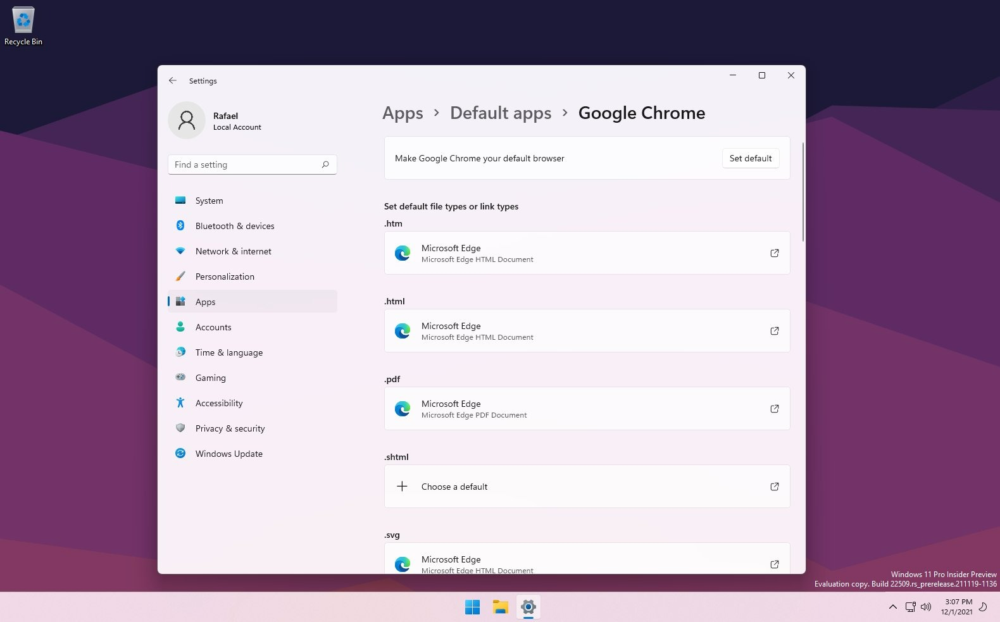 Recycle Bin
Settings
Rafael
Local Account
Find a setting
System
Bluetooth & devices
Network & internet
Personalization
Apps
Accounts
Time & language
Gaming
Accessibility
Privacy & security
Windows Update
Apps > Default apps > Google Chrome
Make Google Chrome your default browser
Set default
Set default file types or link types
.htm
Microsoft Edge
Microsoft Edge HTML Document
.html
Microsoft Edge
Microsoft Edge HTML Document
.pdf
Microsoft Edge
Microsoft Edge PDF Document
.shtml
Choose a default
.svg
Microsoft Edge
Microsoft Edge HTML Document
Windows 11 Pro Insider Preview
Evaluation copy. Build 22509.rs_prerelease.211119-1136
3:07 PM
12/1/2021